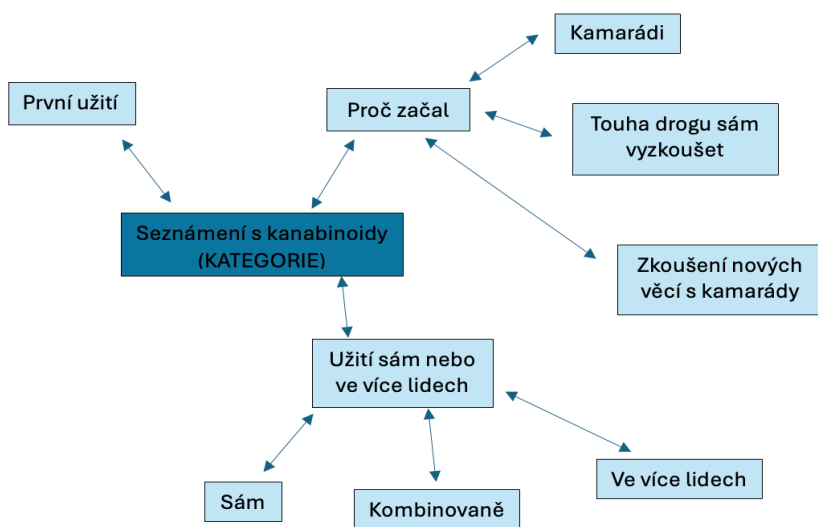 Kamarádi
První užití
Proč začal
Touha drogu sám
vyzkoušet
Seznámení s kanabinoidy
(KATEGORIE)
Zkoušení nových
věcí s kamarády
Užití sám nebo
ve více lidech
Ve více lidech
Sám
Kombinovaně